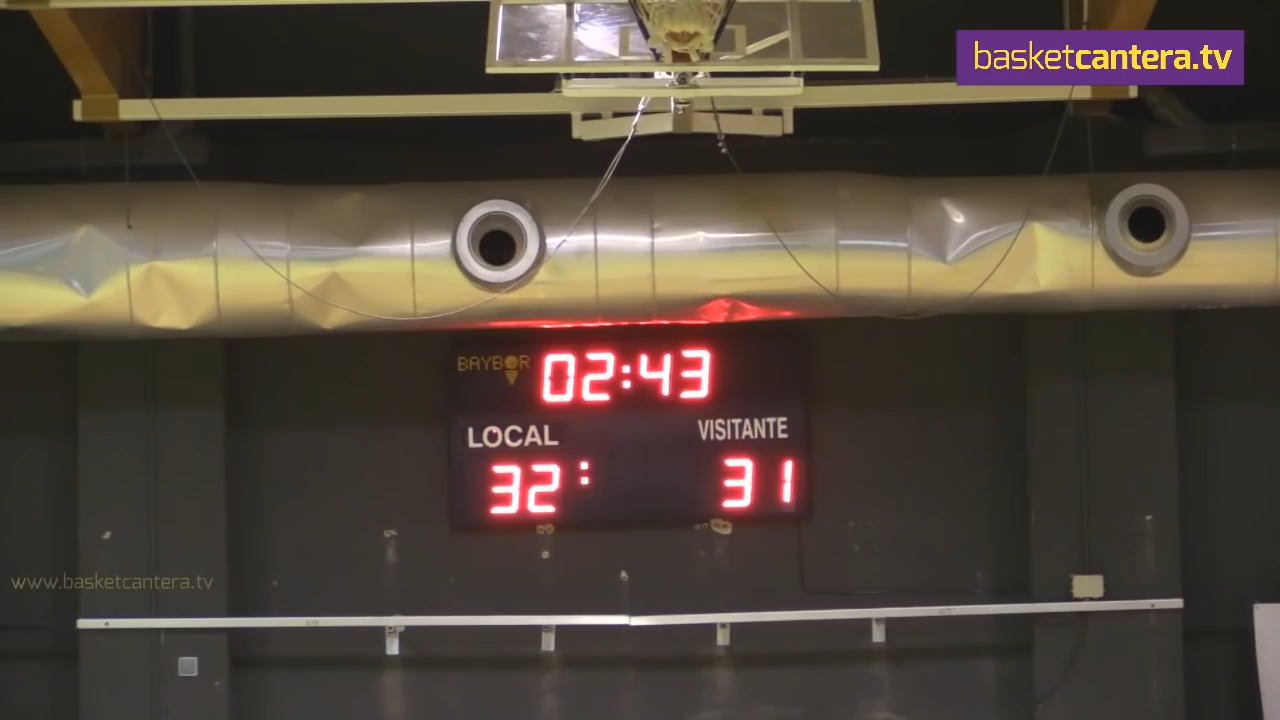 basketcantera.tv
BAYBOR
02:43
LOCAL
VISITANTE
32 :
31
www.basketcantera.tv